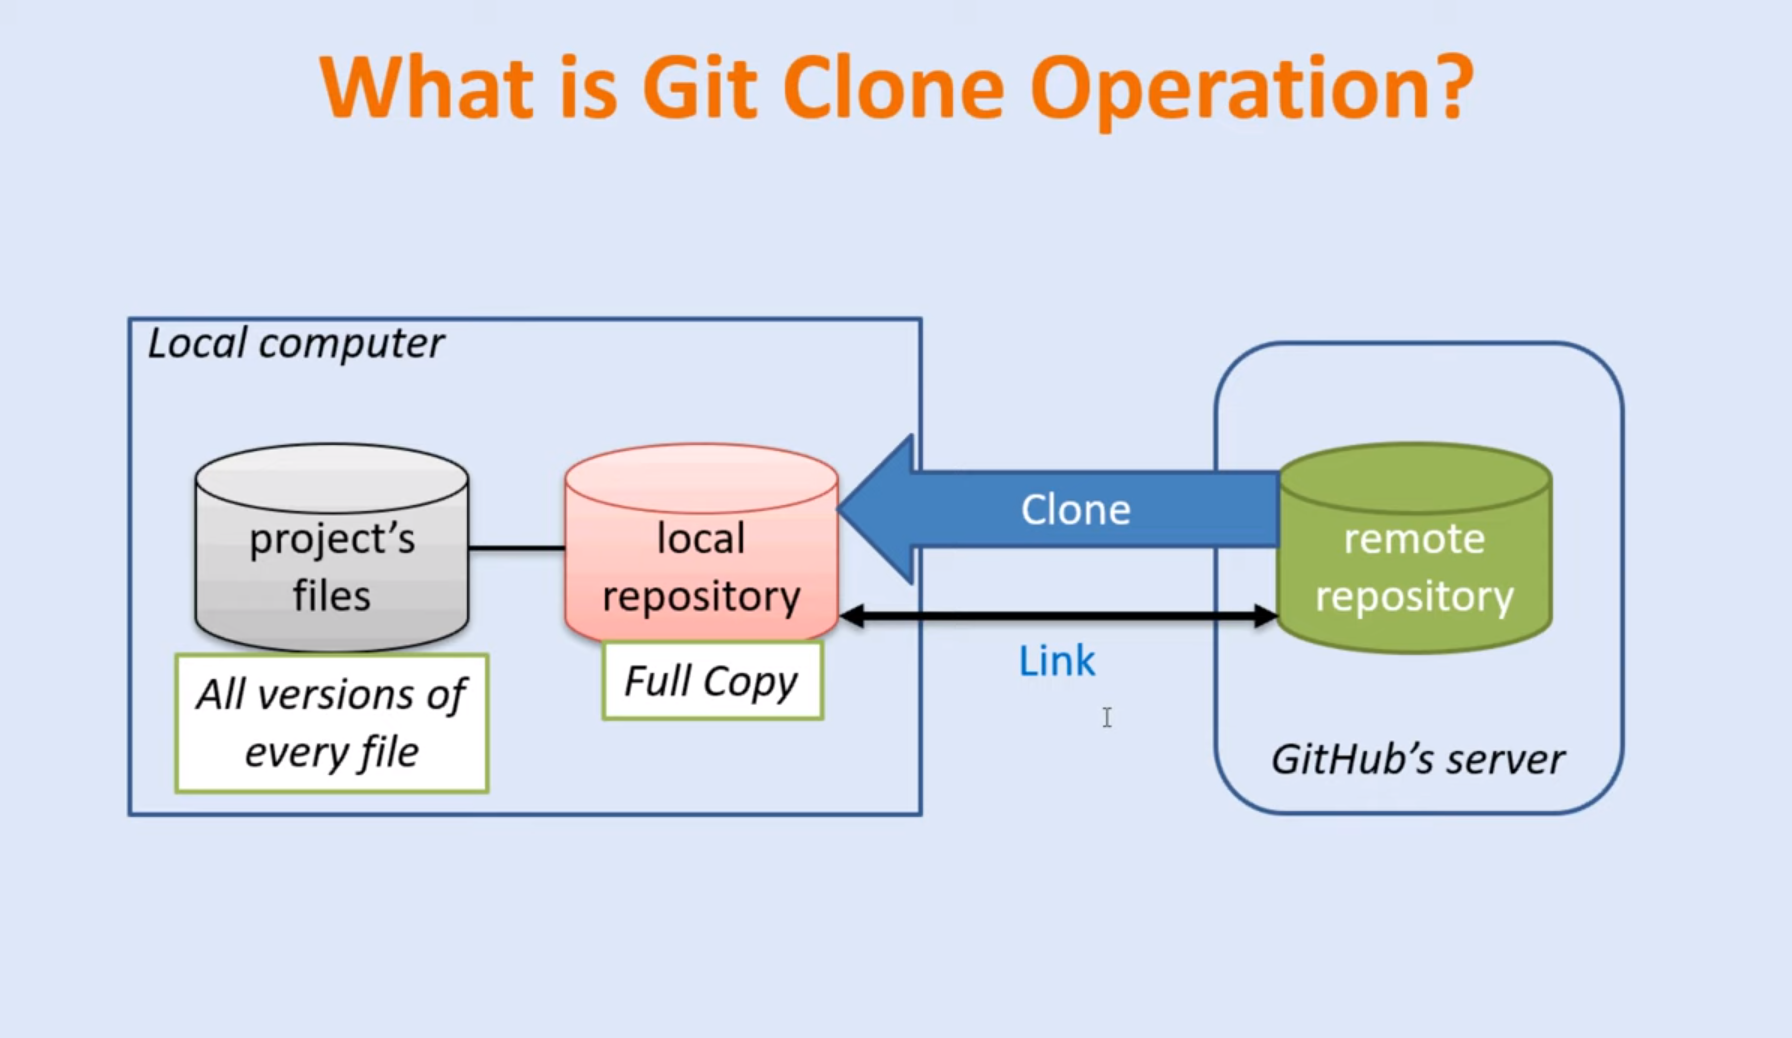 What is Git Clone Operation?
Local computer
project's
files
local
repository
Clone
remote
repository
All versions of
every file
Full Copy
Link
GitHub's server